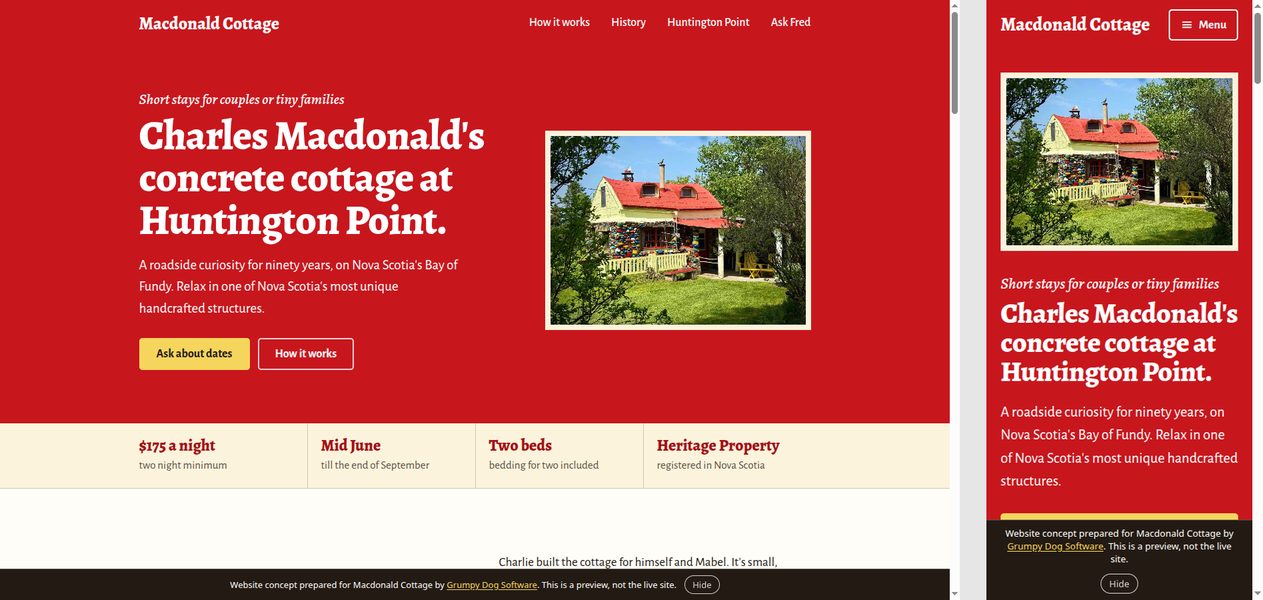 Macdonald Cottage
How it works
History
Huntington Point
Ask Fred
Short stays for couples or tiny families
Charles Macdonald's
concrete cottage at
Huntington Point.
A roadside curiosity for ninety years, on Nova Scotia's Bay of
Fundy. Relax in one of Nova Scotia's most unique
handcrafted structures.
Ask about dates
How it works
$175 a night
two night minimum
Mid June
till the end of September
Two beds
bedding for two included
Heritage Property
registered in Nova Scotia
Charlie built the cottage for himself and Mabel. It's small,
Website concept prepared for Macdonald Cottage by Grumpy Dog Software. This is a preview, not the live site.
Hide
Macdonald Cottage
Menu
Short stays for couples or tiny families
Charles Macdonald's
concrete cottage at
Huntington Point.
A roadside curiosity for ninety years, on
Nova Scotia's Bay of Fundy. Relax in one
of Nova Scotia's most unique handcrafted
structures.
Website concept prepared for Macdonald Cottage by
Grumpy Dog Software. This is a preview, not the live
site.
Hide